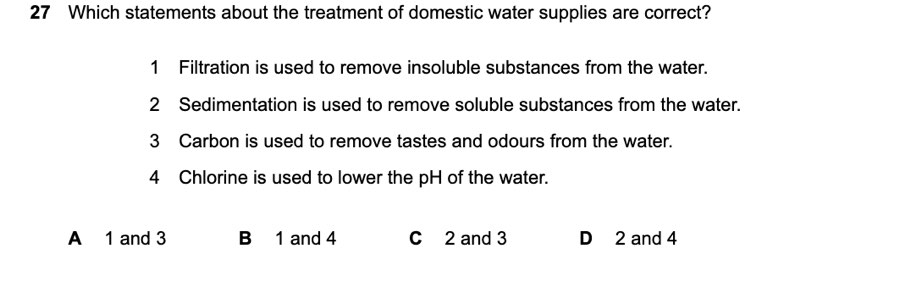 27 Which statements about the treatment of domestic water supplies are correct?
1 Filtration is used to remove insoluble substances from the water.
2 Sedimentation is used to remove soluble substances from the water.
3 Carbon is used to remove tastes and odours from the water.
4 Chlorine is used to lower the pH of the water.
A 1 and 3 B 1 and 4 C 2 and 3 D 2 and 4